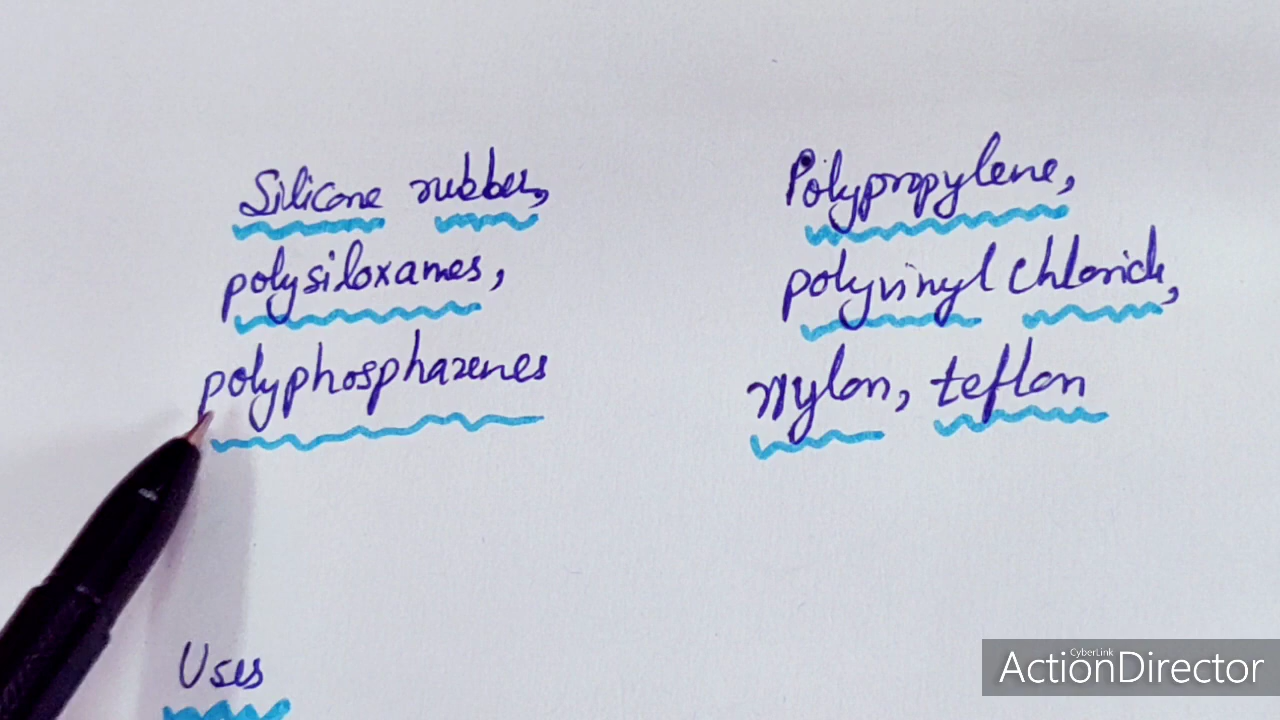 Silicone rubber,
polysiloxanes,
polyphosphazenes
Polypropylene,
polyvinyl chloride,
nylon, teflon
Uses
CyberLink
ActionDirector